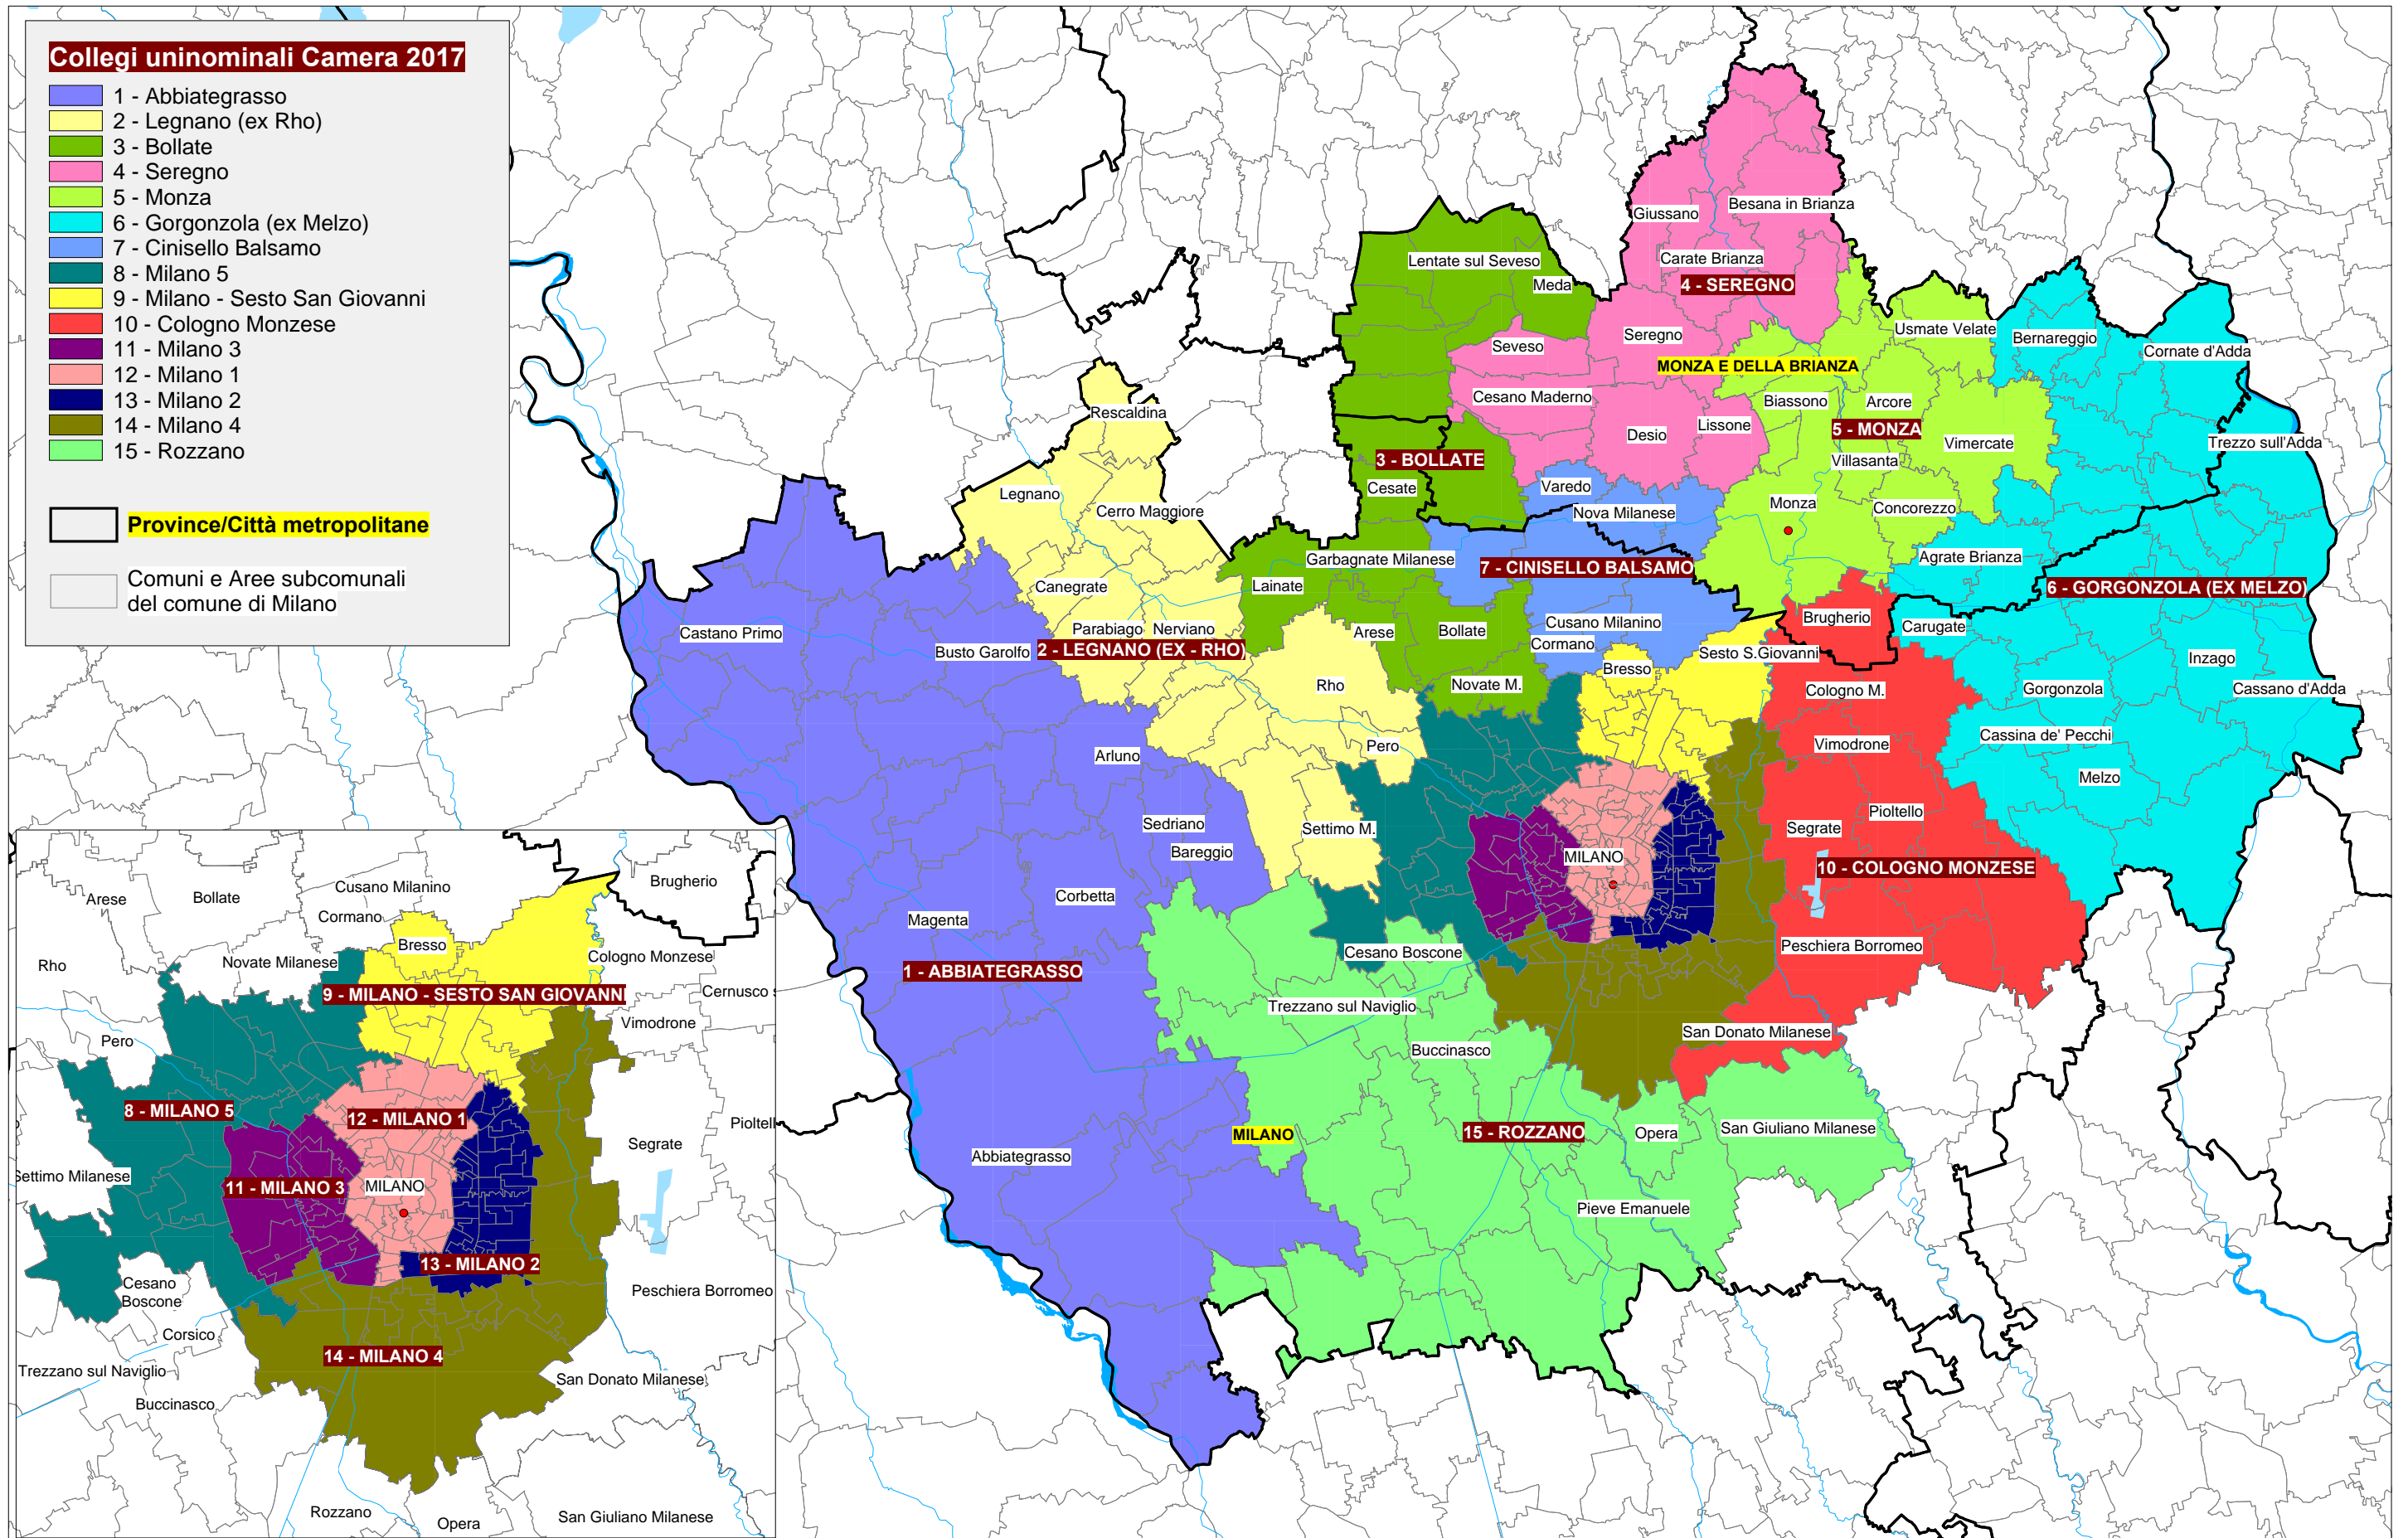 Collegi uninominali Camera 2017
1 - Abbiategrasso
2 - Legnano (ex Rho)
3 - Bollate
4 - Seregno
5 - Monza
6 - Gorgonzola (ex Melzo)
7 - Cinisello Balsamo
8 - Milano 5
9 - Milano - Sesto San Giovanni
10 - Cologno Monzese
11 - Milano 3
12 - Milano 1
13 - Milano 2
14 - Milano 4
15 - Rozzano
Province/Città metropolitane
Comuni e Aree subcomunali
del comune di Milano
Besana in Brianza
Giussano
Carate Brianza
Lentate sul Seveso
4 - SEREGNO
Meda
Usmate Velate
Seregno
Bernareggio
Seveso
Cornate d'Adda
MONZA E DELLA BRIANZA
Cesano Maderno
Biassono
Arcore
Rescaldina
Lissone
5 - MONZA
Desio
Vimercate
Trezzo sull'Adda
3 - BOLLATE
Villasanta
Cesate
Varedo
Legnano
Monza
Concorezzo
Cerro Maggiore
Nova Milanese
Garbagnate Milanese
Agrate Brianza
7 - CINISELLO BALSAMO
Canegrate
Lainate
6 - GORGONZOLA (EX MELZO)
Brugherio
Cusano Milanino
Carugate
Parabiago
Nerviano
Arese
Bollate
Castano Primo
Cormano
Busto Garolfo
2 - LEGNANO (EX - RHO)
Sesto S.Giovanni
Inzago
Bresso
Rho
Novate M.
Cologno M.
Gorgonzola
Cassano d'Adda
Cassina de' Pecchi
Pero
Vimodrone
Arluno
Melzo
Pioltello
Sedriano
Settimo M.
Segrate
Bareggio
MILANO
10 - COLOGNO MONZESE
Corbetta
Magenta
Peschiera Borromeo
Cesano Boscone
1 - ABBIATEGRASSO
Trezzano sul Naviglio
San Donato Milanese
Buccinasco
MILANO
15 - ROZZANO
Opera
San Giuliano Milanese
Abbiategrasso
Pieve Emanuele
Brugherio
Cusano Milanino
Bollate
Arese
Cormano
Bresso
Cologno Monzese
Novate Milanese
Rho
9 - MILANO - SESTO SAN GIOVANNI
Cernusco s
Vimodrone
Pero
8 - MILANO 5
12 - MILANO 1
Pioltell
Segrate
Settimo Milanese
11 - MILANO 3
MILANO
13 - MILANO 2
Cesano
Boscone
Peschiera Borromeo
Corsico
14 - MILANO 4
Trezzano sul Naviglio
San Donato Milanese
Buccinasco
Rozzano
Opera
San Giuliano Milanese